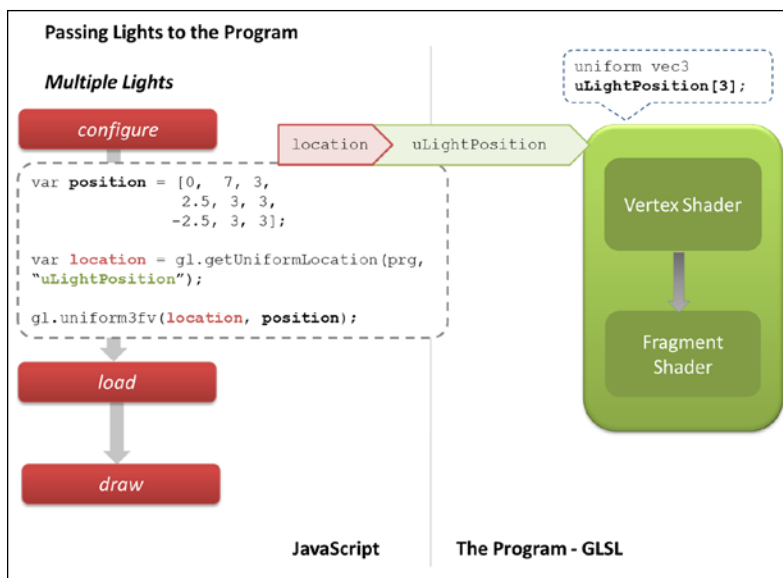 Passing Lights to the Program
Multiple Lights
configure
var position = [0, 7, 3,
2.5, 3, 3,
-2.5, 3, 3];
var location = gl.getUniformLocation(prg,
“uLightPosition”);
gl.uniform3fv(location, position);
load
draw
JavaScript
location
uLightPosition
uniform vec3
uLightPosition[3];
Vertex Shader
Fragment
Shader
The Program - GLSL